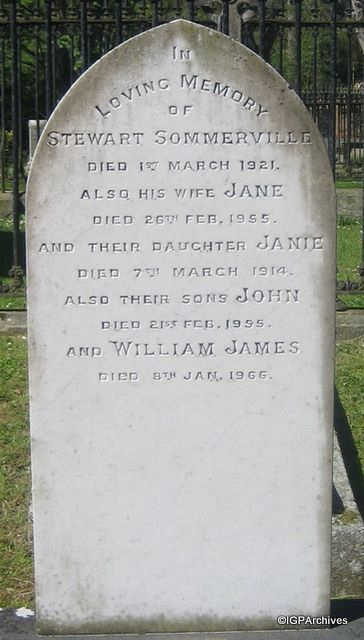 In
Loving Memory
of
Stewart Sommerville
died 1st March 1921.
also his wife Jane
died 26th Feb, 1955.
and their daughter Janie
died 7th March 1914.
also their sons John
died 21st Feb, 1955.
and William James
died 8th Jan, 1966.
©IGPArchives